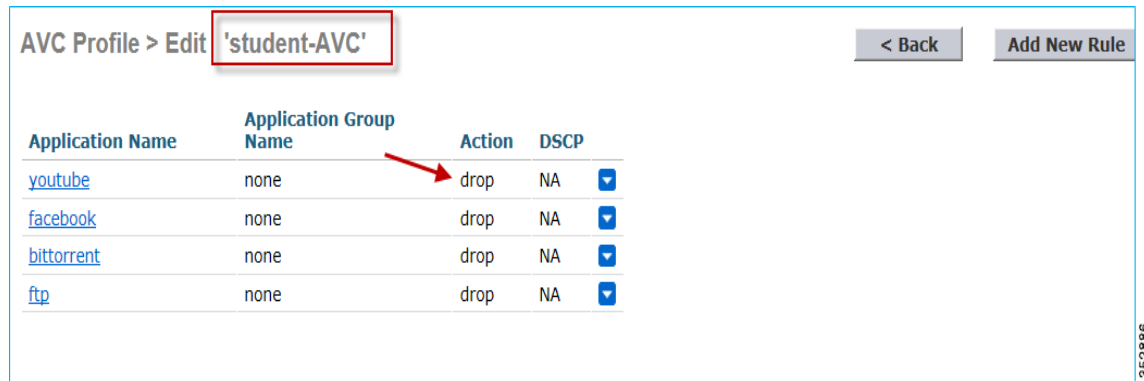 AVC Profile > Edit 'student-AVC'
< Back
Add New Rule
Application Name
Application Group Name
Action
DSCP
youtube none drop NA
facebook none drop NA
bittorrent none drop NA
ftp none drop NA
352886